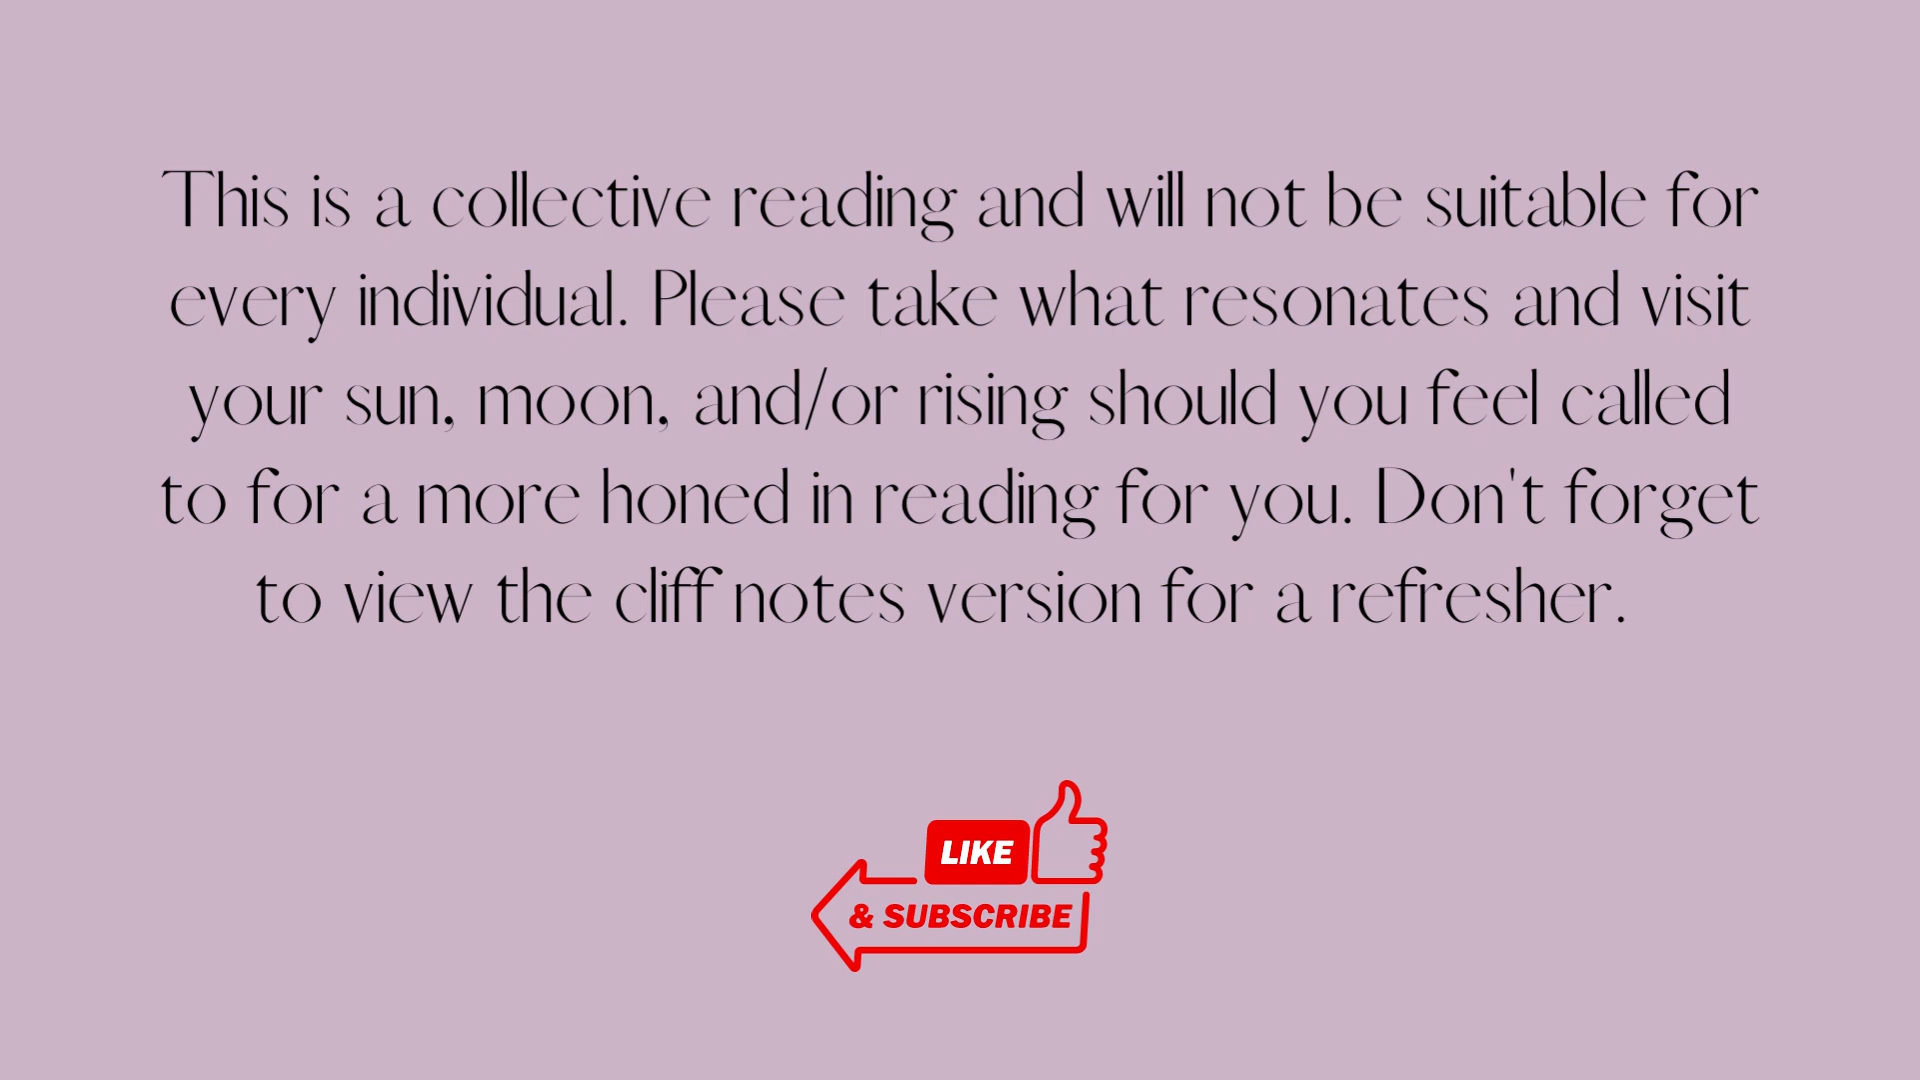 This is a collective reading and will not be suitable for
every individual. Please take what resonates and visit
your sun, moon, and/or rising should you feel called
to for a more honed in reading for you. Don't forget
to view the cliff notes version for a refresher.
LIKE
& SUBSCRIBE